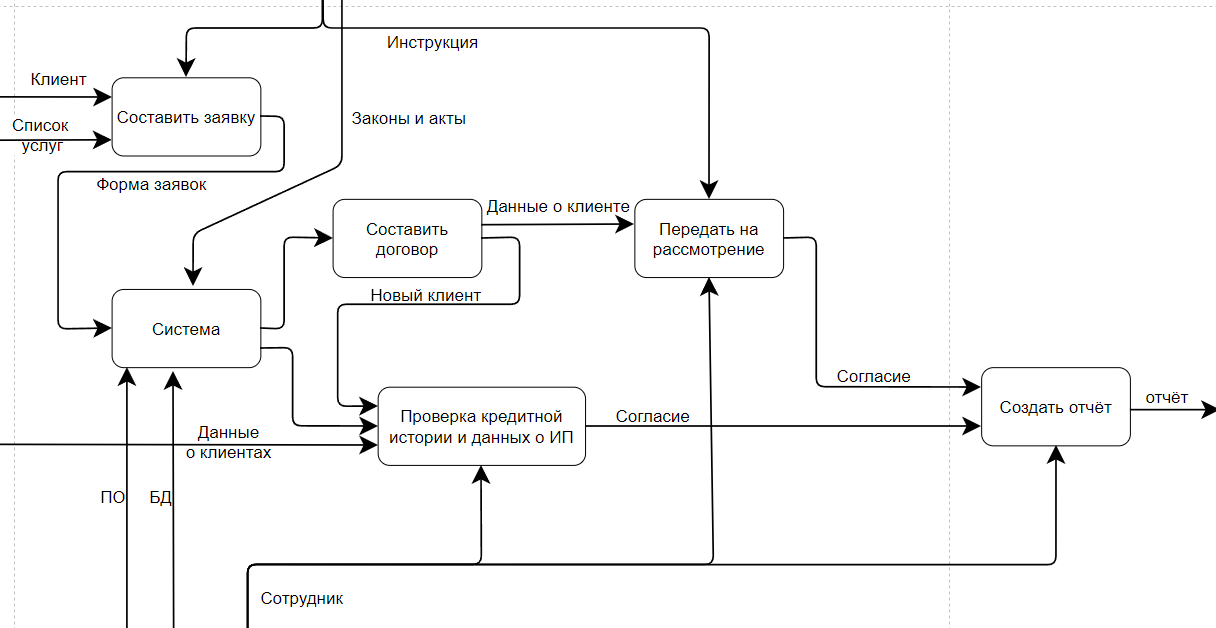 Инструкция
Клиент
Составить заявку
Законы и акты
Список
услуг
Форма заявок
Данные о клиенте
Составить
договор
Передать на
рассмотрение
Новый клиент
Система
Согласие
Создать отчёт
отчёт
Проверка кредитной
истории и данных о ИП
Согласие
Данные
о клиентах
ПО
БД
Сотрудник